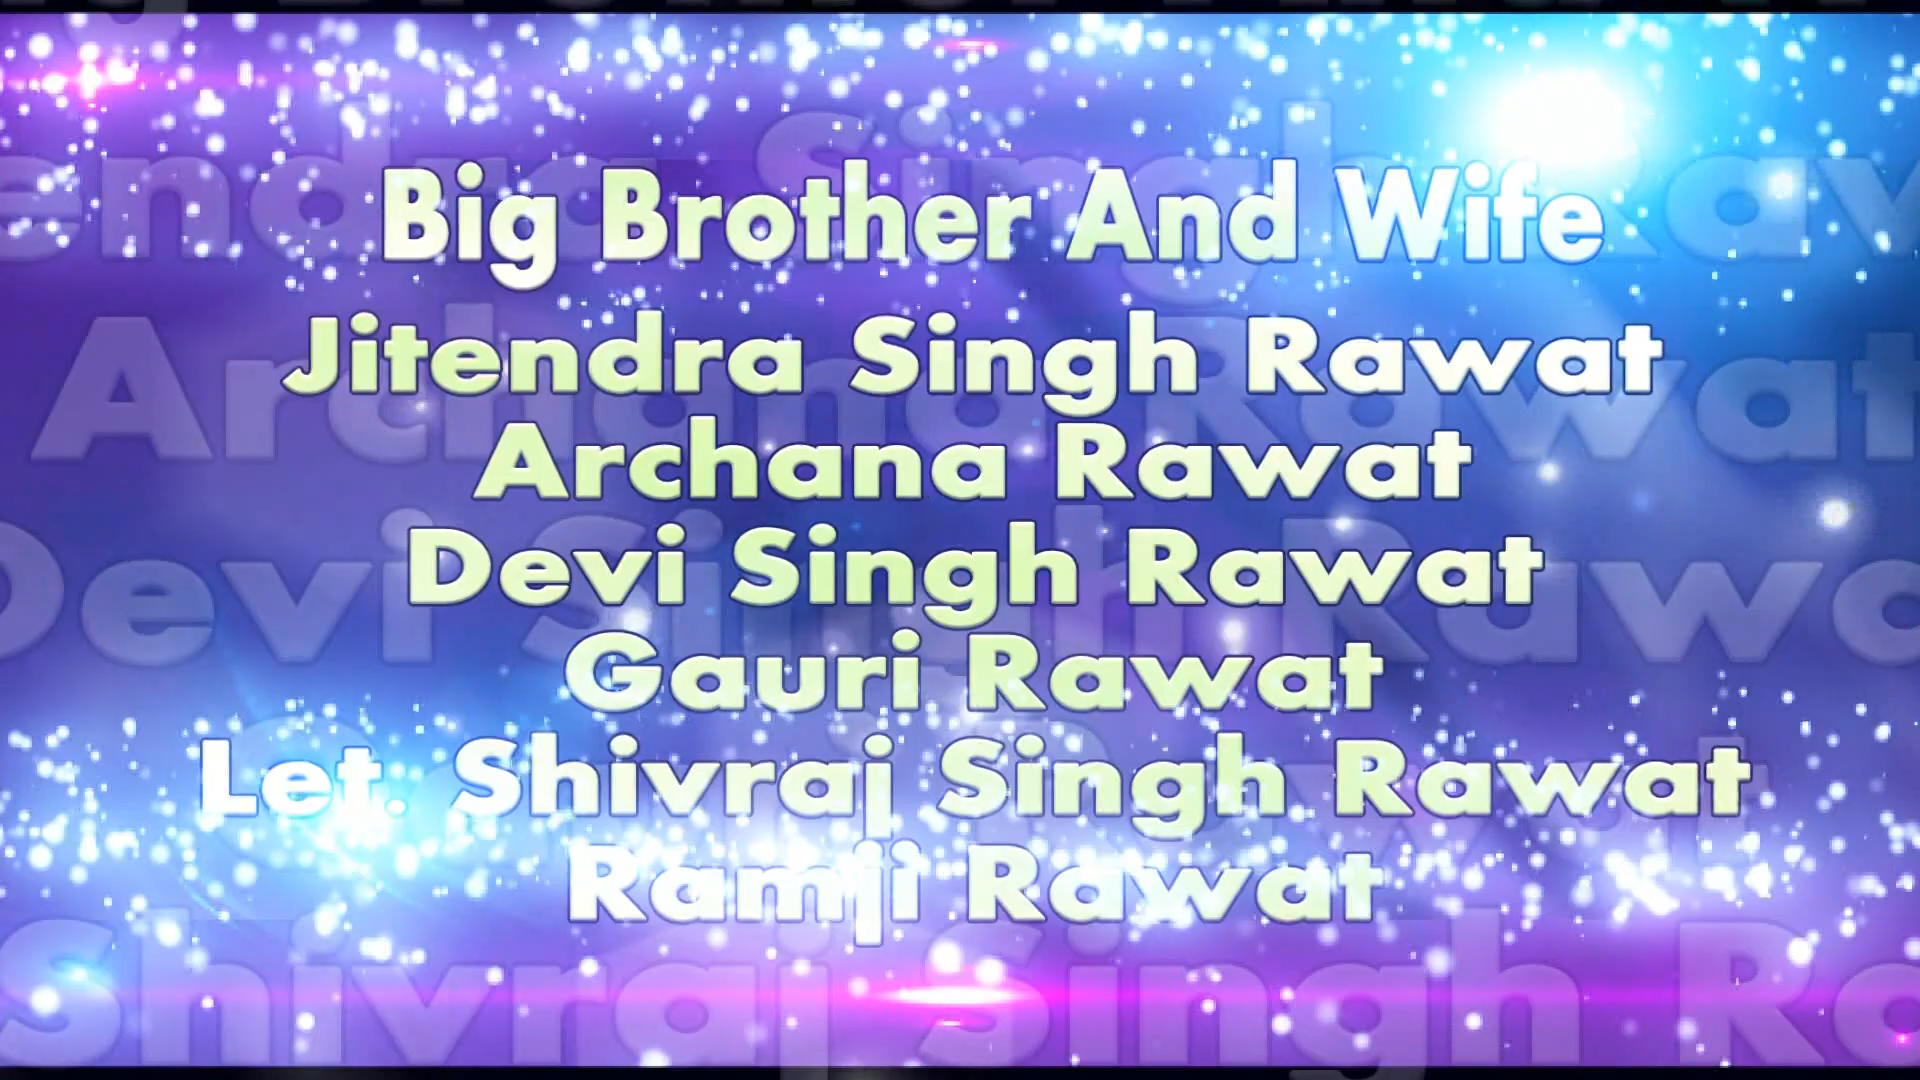 Big Brother And Wife
Jitendra Singh Rawat
Archana Rawat
Devi Singh Rawat
Gauri Rawat
Let. Shivraj Singh Rawat
Ramji Rawat